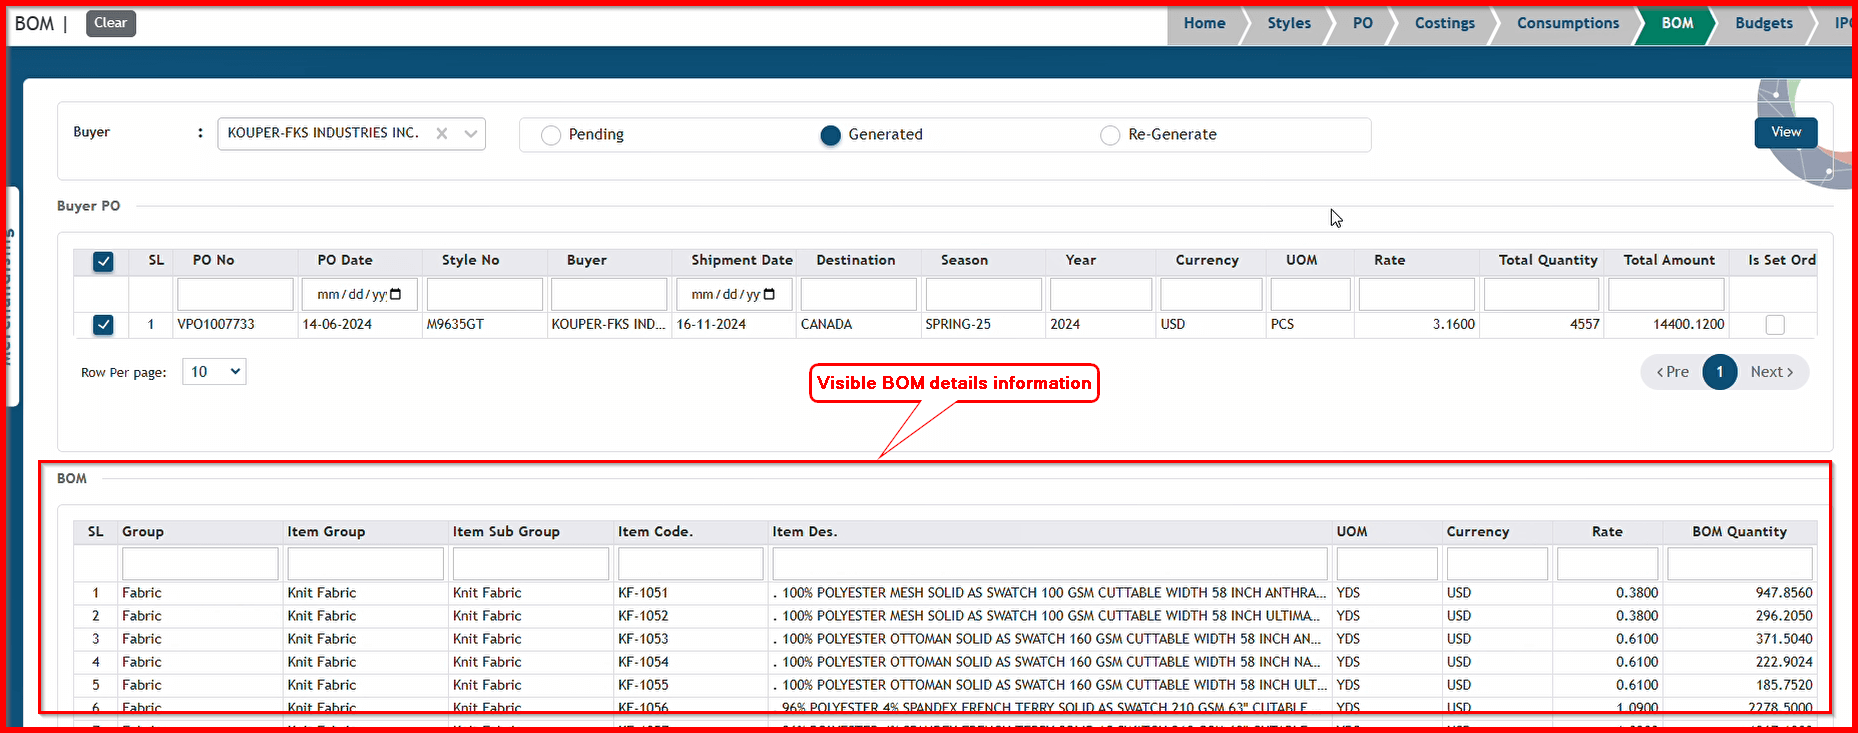 BOM | Clear Home Styles PO Costings Consumptions BOM Budgets
Buyer : KOUPER-FKS INDUSTRIES INC. Pending Generated Re-Generate View
Merchandising
Buyer PO
SL PO No PO Date Style No Buyer Shipment Date Destination Season Year Currency UOM Rate Total Quantity Total Amount Is Set Ord
mm/dd/yy mm/dd/yy
1 VPO1007733 14-06-2024 M9635GT KOUPER-FKS IND... 16-11-2024 CANADA SPRING-25 2024 USD PCS 3.1600 4557 14400.1200
Row Per page: 10 < Pre 1 Next >
Visible BOM details information
BOM
SL Group Item Group Item Sub Group Item Code. Item Des. UOM Currency Rate BOM Quantity
1 Fabric Knit Fabric Knit Fabric KF-1051 . 100% POLYESTER MESH SOLID AS SWATCH 100 GSM CUTTABLE WIDTH 58 INCH ANTHRA... YDS USD 0.3800 947.8560
2 Fabric Knit Fabric Knit Fabric KF-1052 . 100% POLYESTER MESH SOLID AS SWATCH 100 GSM CUTTABLE WIDTH 58 INCH ULTIMA... YDS USD 0.3800 296.2050
3 Fabric Knit Fabric Knit Fabric KF-1053 . 100% POLYESTER OTTOMAN SOLID AS SWATCH 160 GSM CUTTABLE WIDTH 58 INCH AN... YDS USD 0.6100 371.5040
4 Fabric Knit Fabric Knit Fabric KF-1054 . 100% POLYESTER OTTOMAN SOLID AS SWATCH 160 GSM CUTTABLE WIDTH 58 INCH NA... YDS USD 0.6100 222.9024
5 Fabric Knit Fabric Knit Fabric KF-1055 . 100% POLYESTER OTTOMAN SOLID AS SWATCH 160 GSM CUTTABLE WIDTH 58 INCH ULT... YDS USD 0.6100 185.7520
6 Fabric Knit Fabric Knit Fabric KF-1056 . 96% POLYESTER 4% SPANDEX FRENCH TERRY SOLID AS SWATCH 210 GSM 63" CUTABLE YDS USD 1.0900 2278.5000